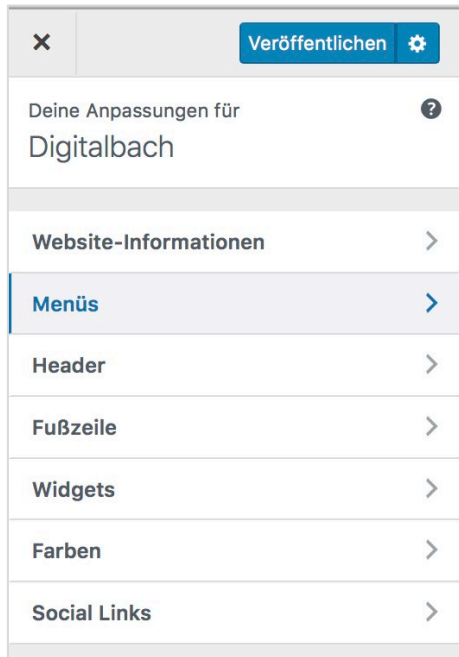 Veröffentlichen
Deine Anpassungen für
Digitalbach
Website-Informationen
Menüs
Header
Fußzeile
Widgets
Farben
Social Links